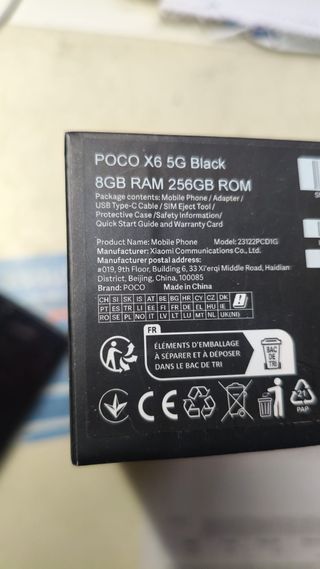 POCO X6 5G Black
8GB RAM 256GB ROM
Package contents: Mobile Phone / Adapter /
USB Type-C Cable / SIM Eject Tool /
Protective Case /Safety Information/
Quick Start Guide and Warranty Card
Product Name: Mobile Phone Model: 23122PCD1G
Manufacturer: Xiaomi Communications Co., Ltd.
Manufacturer postal address:
#019, 9th Floor, Building 6, 33 Xi'erqi Middle Road, Haidian
District, Beijing, China, 100085
Brand: POCO Made in China
CH SI SK IS AT BE BG HR CY CZ DK
PT ES TR LI EE FI FR DE EL HU IE
RO SE PL NO IT LV LT LU MT NL UK(NI)
FR
ÉLÉMENTS D'EMBALLAGE
À SÉPARER ET À DÉPOSER
DANS LE BAC DE TRI
BAC
DE
TRI
CE
21
PAP